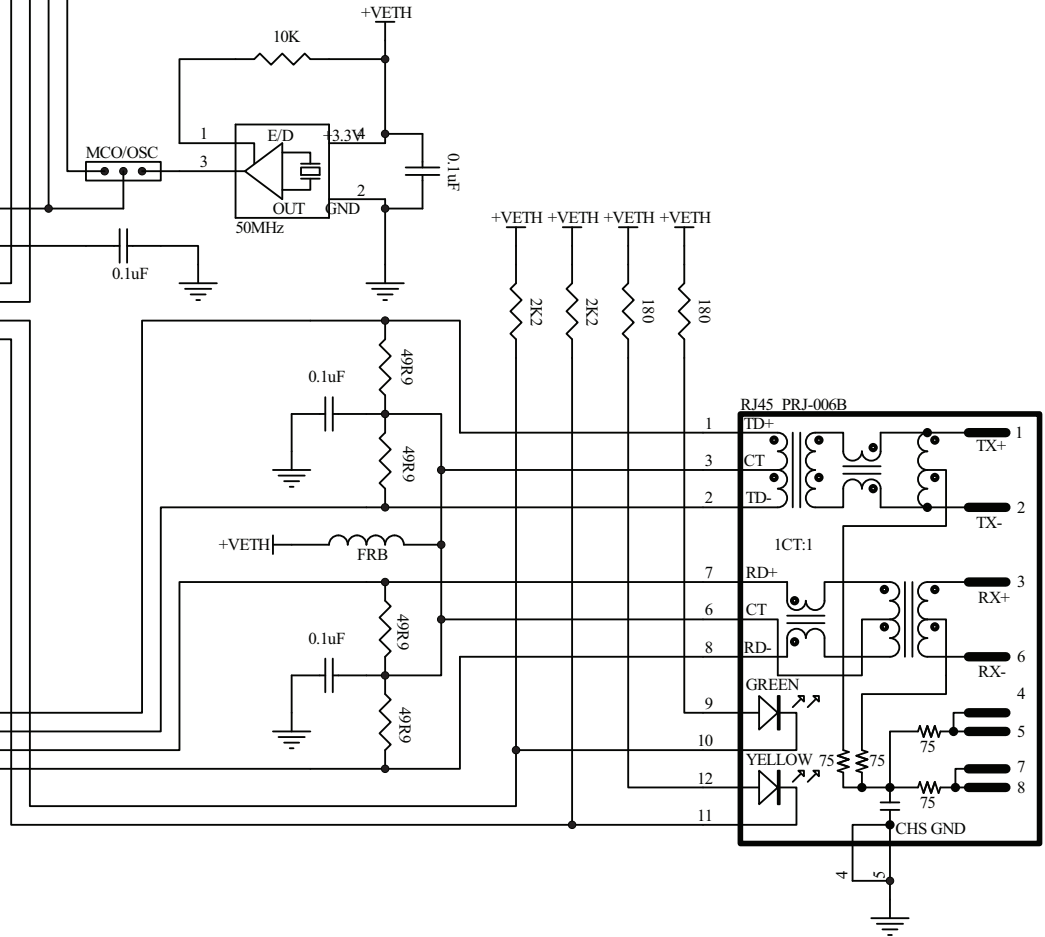 +VETH
10K
1
E/D
+3.3V
4
MCO/OSC
3
0.1uF
2
OUT
GND
50MHz
0.1uF
+VETH
+VETH
+VETH
+VETH
2K2
2K2
180
180
49R9
0.1uF
49R9
+VETH
FRB
49R9
0.1uF
49R9
RJ45 PRJ-006B
1
TD+
3
CT
2
TD-
1CT:1
7
RD+
6
CT
8
RD-
GREEN
9
10
YELLOW
12
11
1
TX+
2
TX-
3
RX+
6
RX-
4
5
75
75
75
7
8
75
CHS GND
4
5